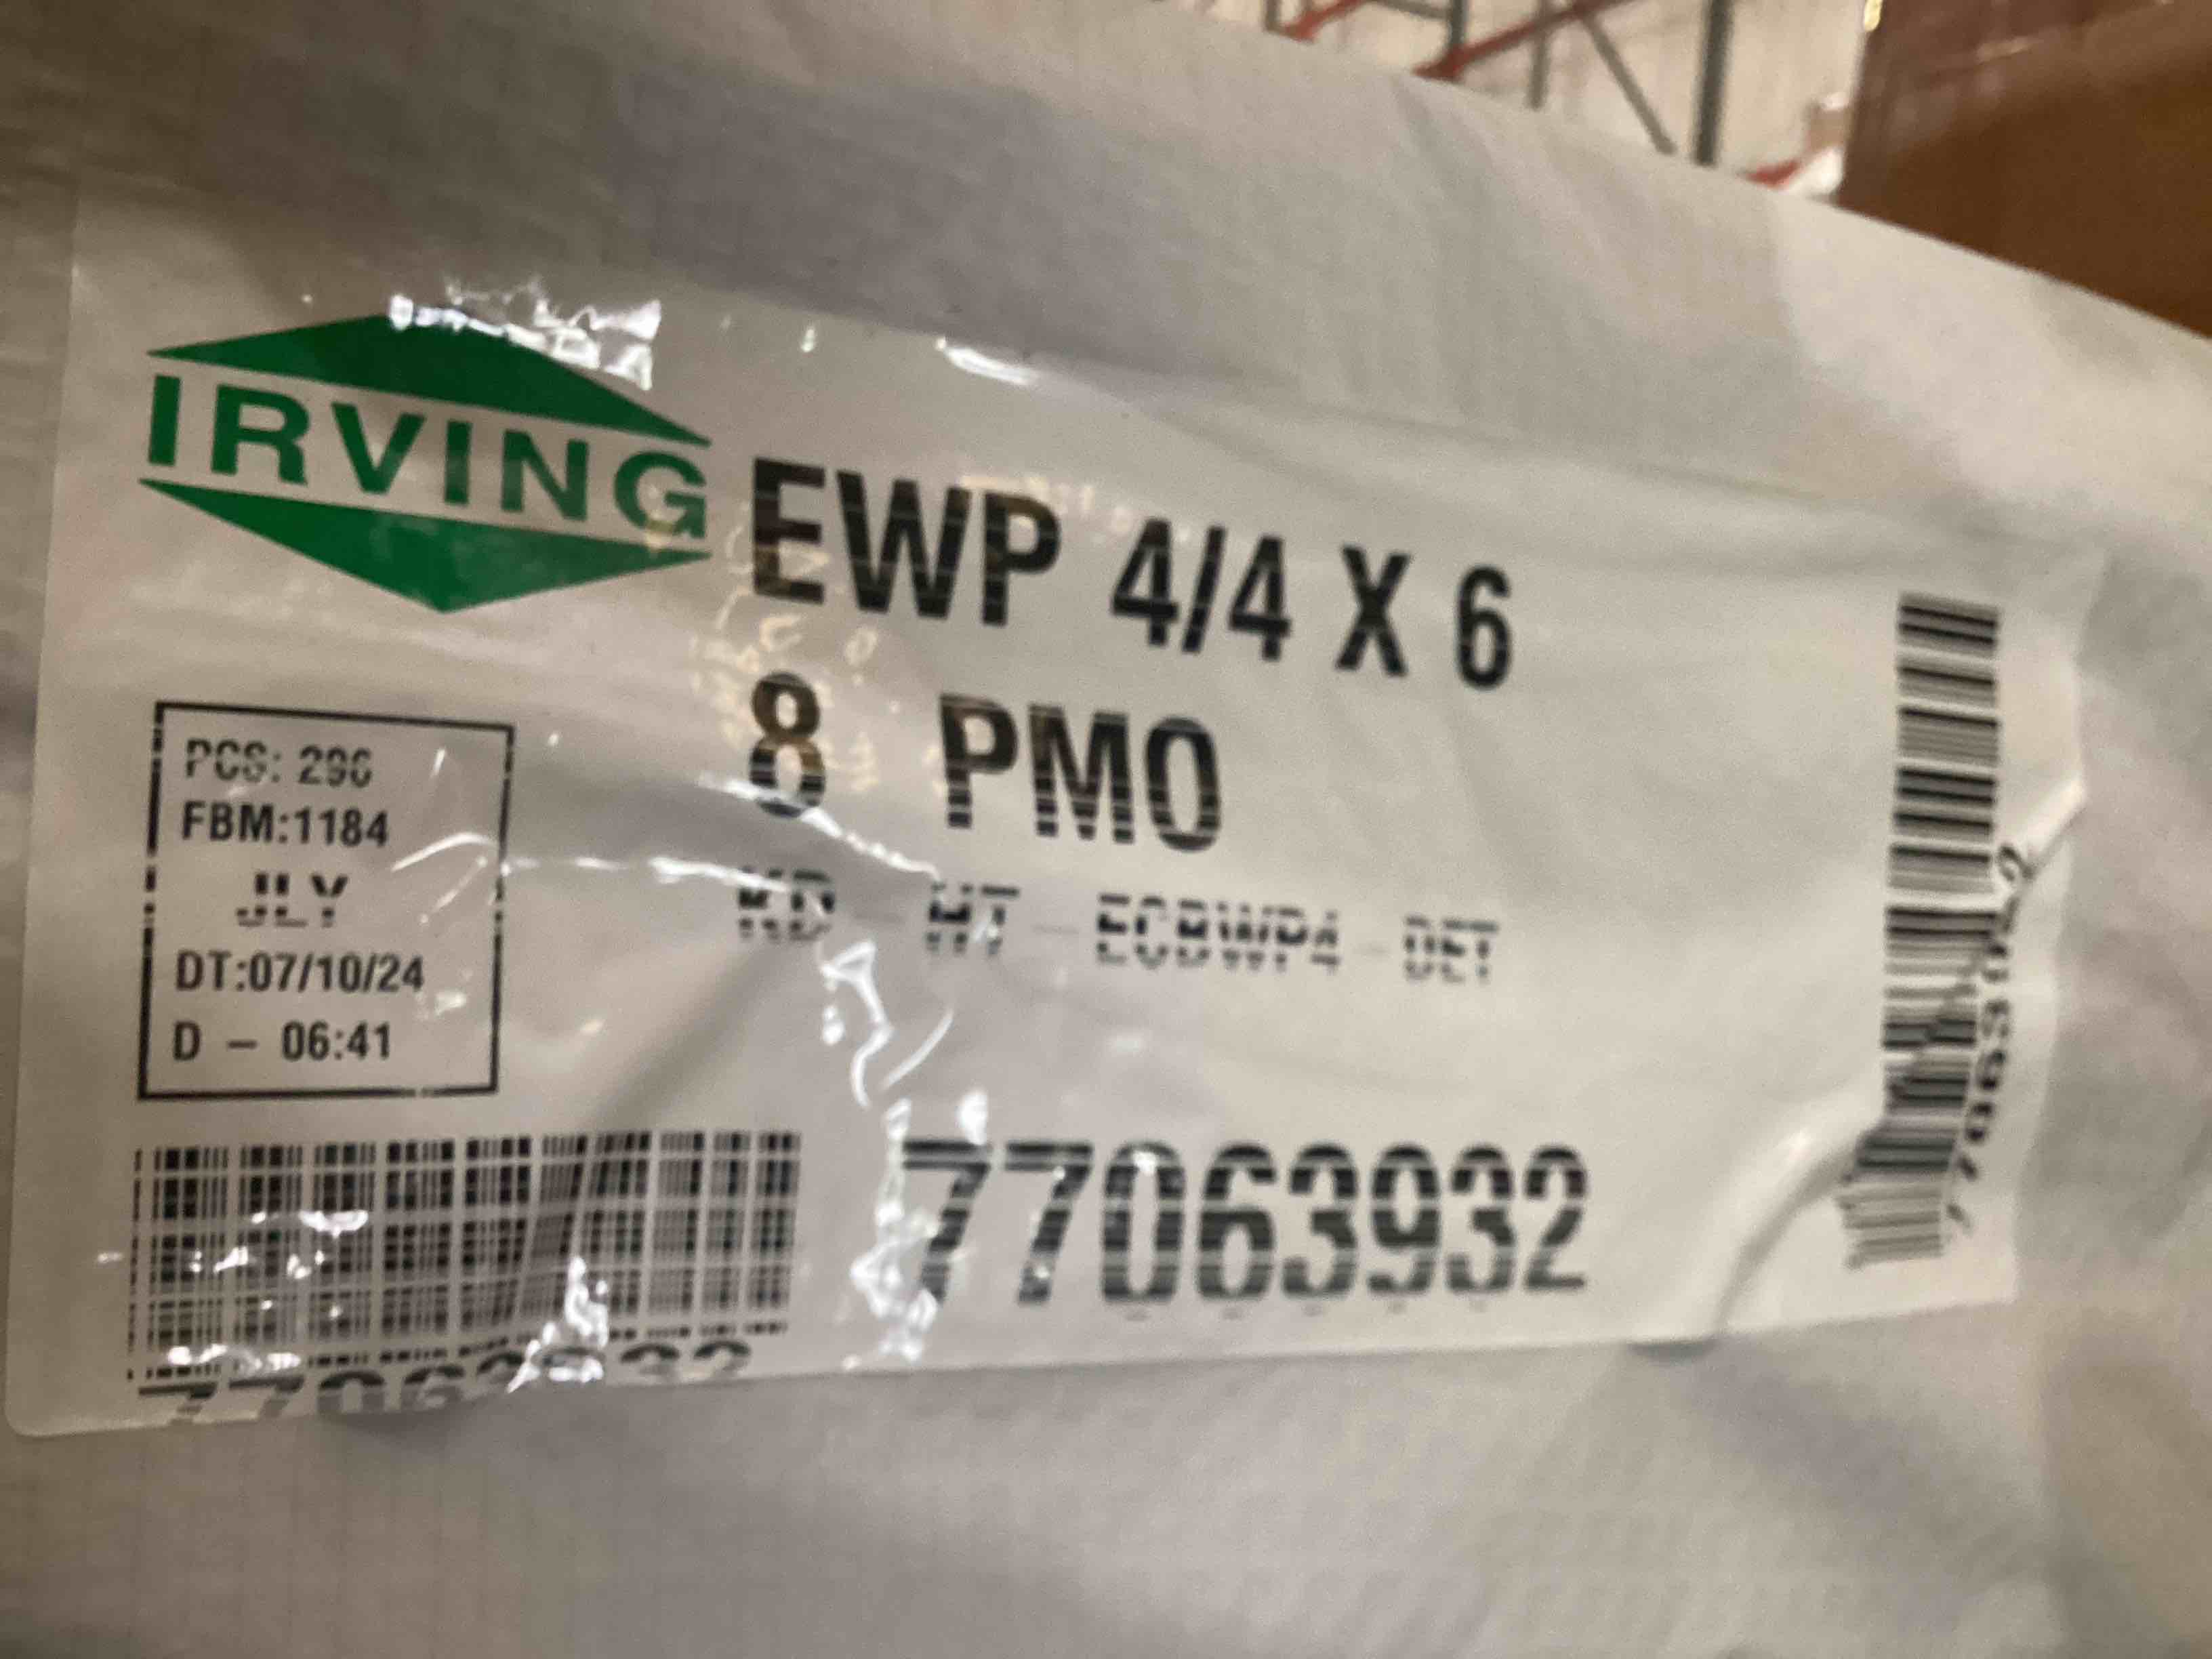 IRVING
EWP 4/4 X 6
8 PMO
PCS: 296
FBM:1184
JLY
DT:07/10/24
D - 06:41
KD - HT - ECBWP4 - DET
77063932
77063932